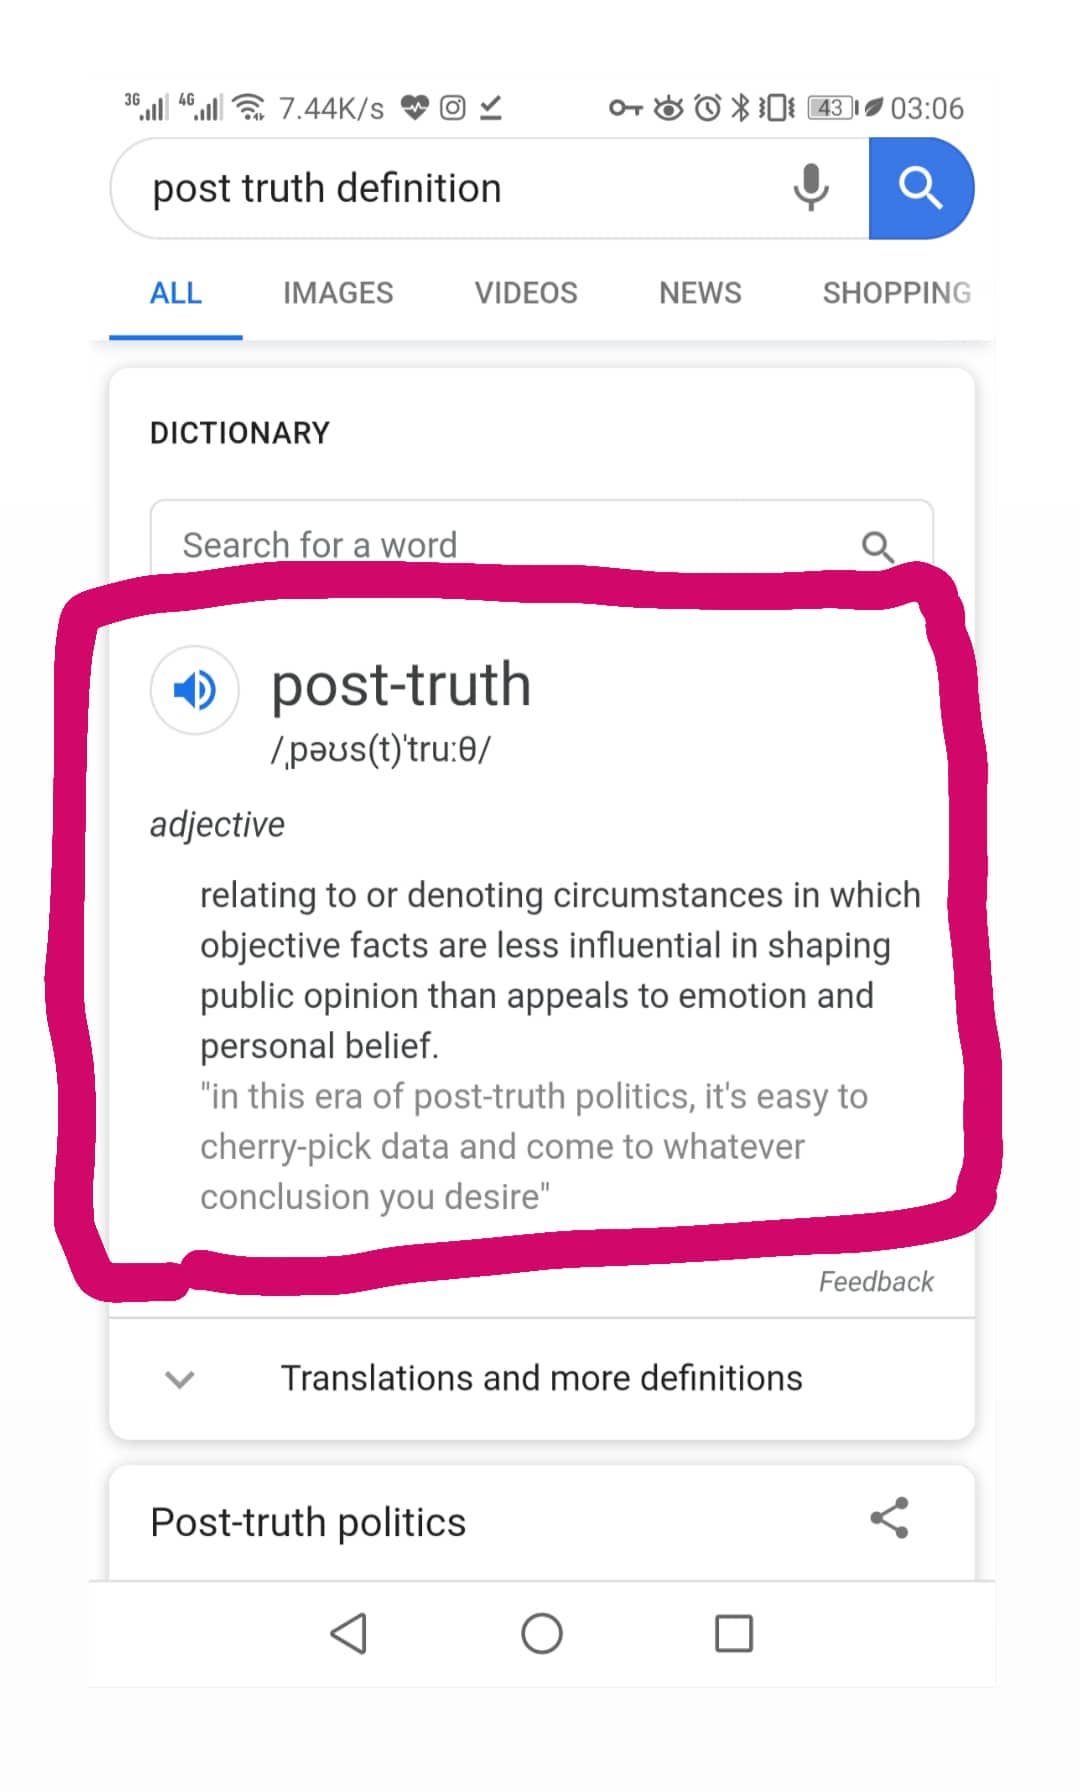 3G 4G 7.44K/s 43 03:06
post truth definition
ALL IMAGES VIDEOS NEWS SHOPPING
DICTIONARY
Search for a word
post-truth
/ˌpəʊs(t)ˈtruːθ/
adjective
relating to or denoting circumstances in which
objective facts are less influential in shaping
public opinion than appeals to emotion and
personal belief.
"in this era of post-truth politics, it's easy to
cherry-pick data and come to whatever
conclusion you desire"
Feedback
Translations and more definitions
Post-truth politics